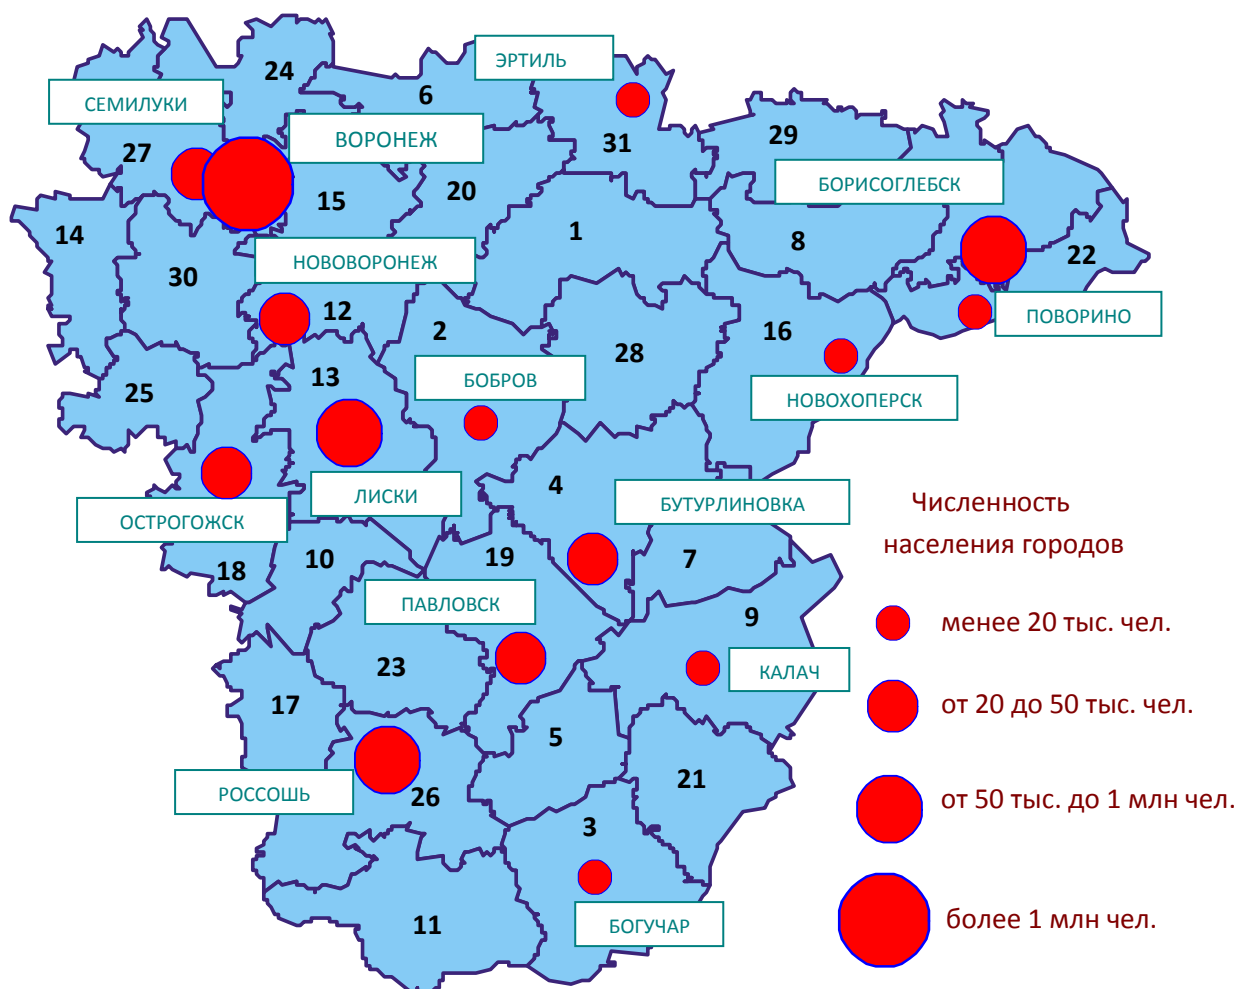 ЭРТИЛЬ
24
6
СЕМИЛУКИ
ВОРОНЕЖ
29
31
27
БОРИСОГЛЕБСК
15
20
14
1
8
22
НОВОВОРОНЕЖ
30
12
2
16
ПОВОРИНО
28
БОБРОВ
13
25
НОВОХОПЕРСК
4
ЛИСКИ
БУТУРЛИНОВКА
Численность
населения городов
ОСТРОГОЖСК
19
10
7
18
ПАВЛОВСК
9
менее 20 тыс. чел.
23
КАЛАЧ
17
от 20 до 50 тыс. чел.
5
21
РОССОШЬ
26
от 50 тыс. до 1 млн чел.
3
11
БОГУЧАР
более 1 млн чел.